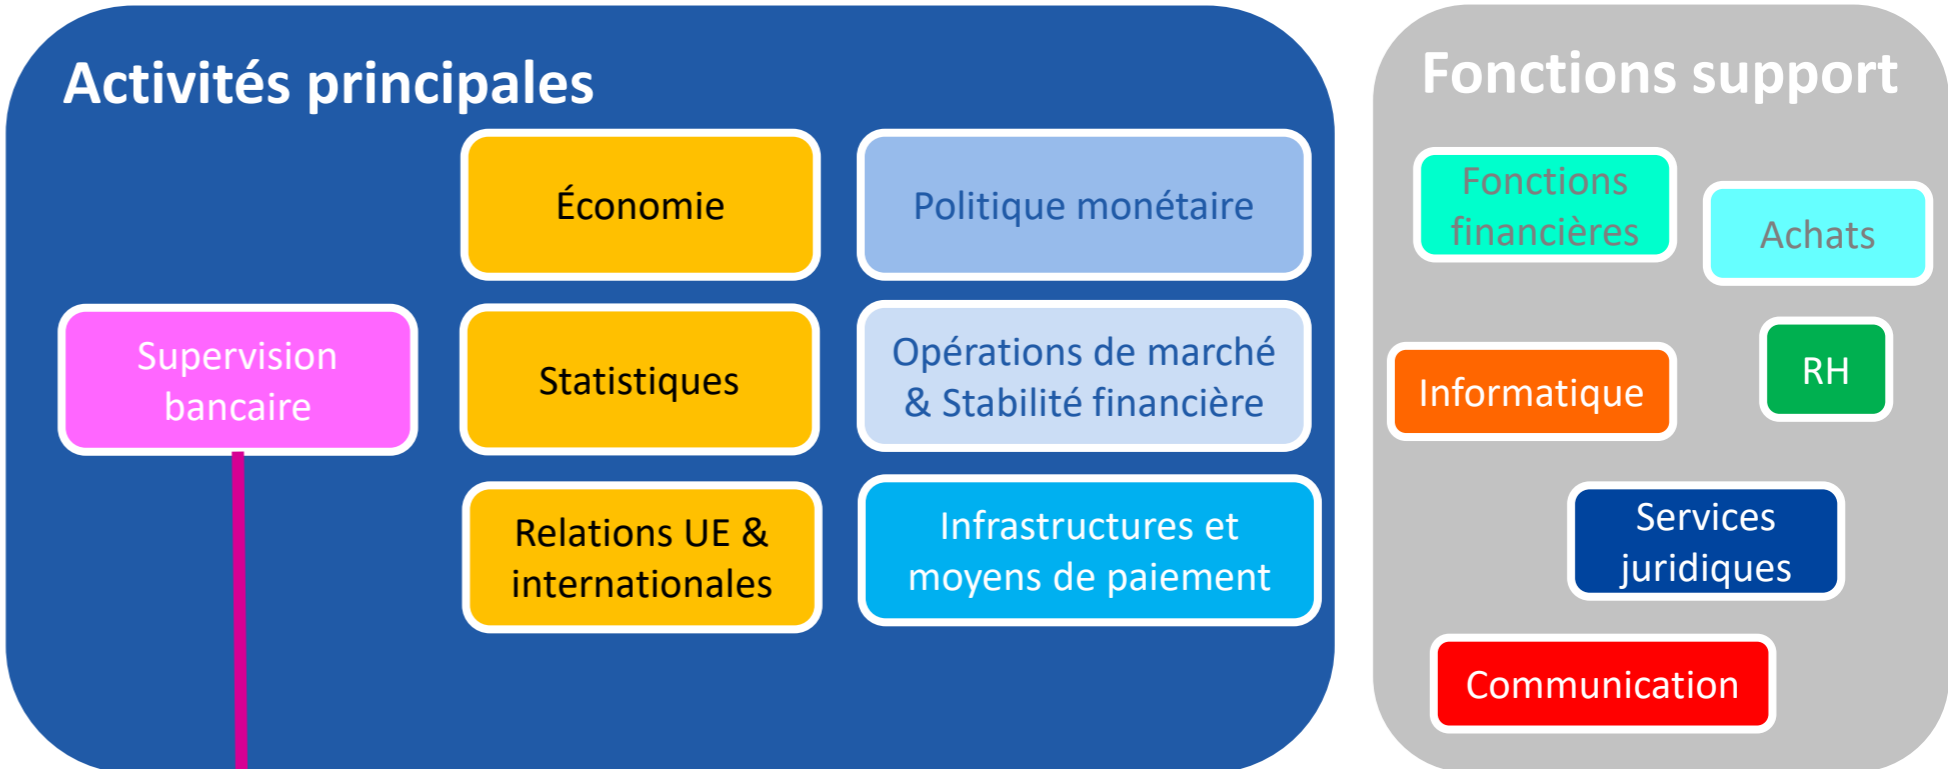 Activités principales
Économie
Politique monétaire
Supervision
bancaire
Statistiques
Opérations de marché
& Stabilité financière
Relations UE &
internationales
Infrastructures et
moyens de paiement
Fonctions support
Fonctions
financières
Achats
Informatique
RH
Services
juridiques
Communication